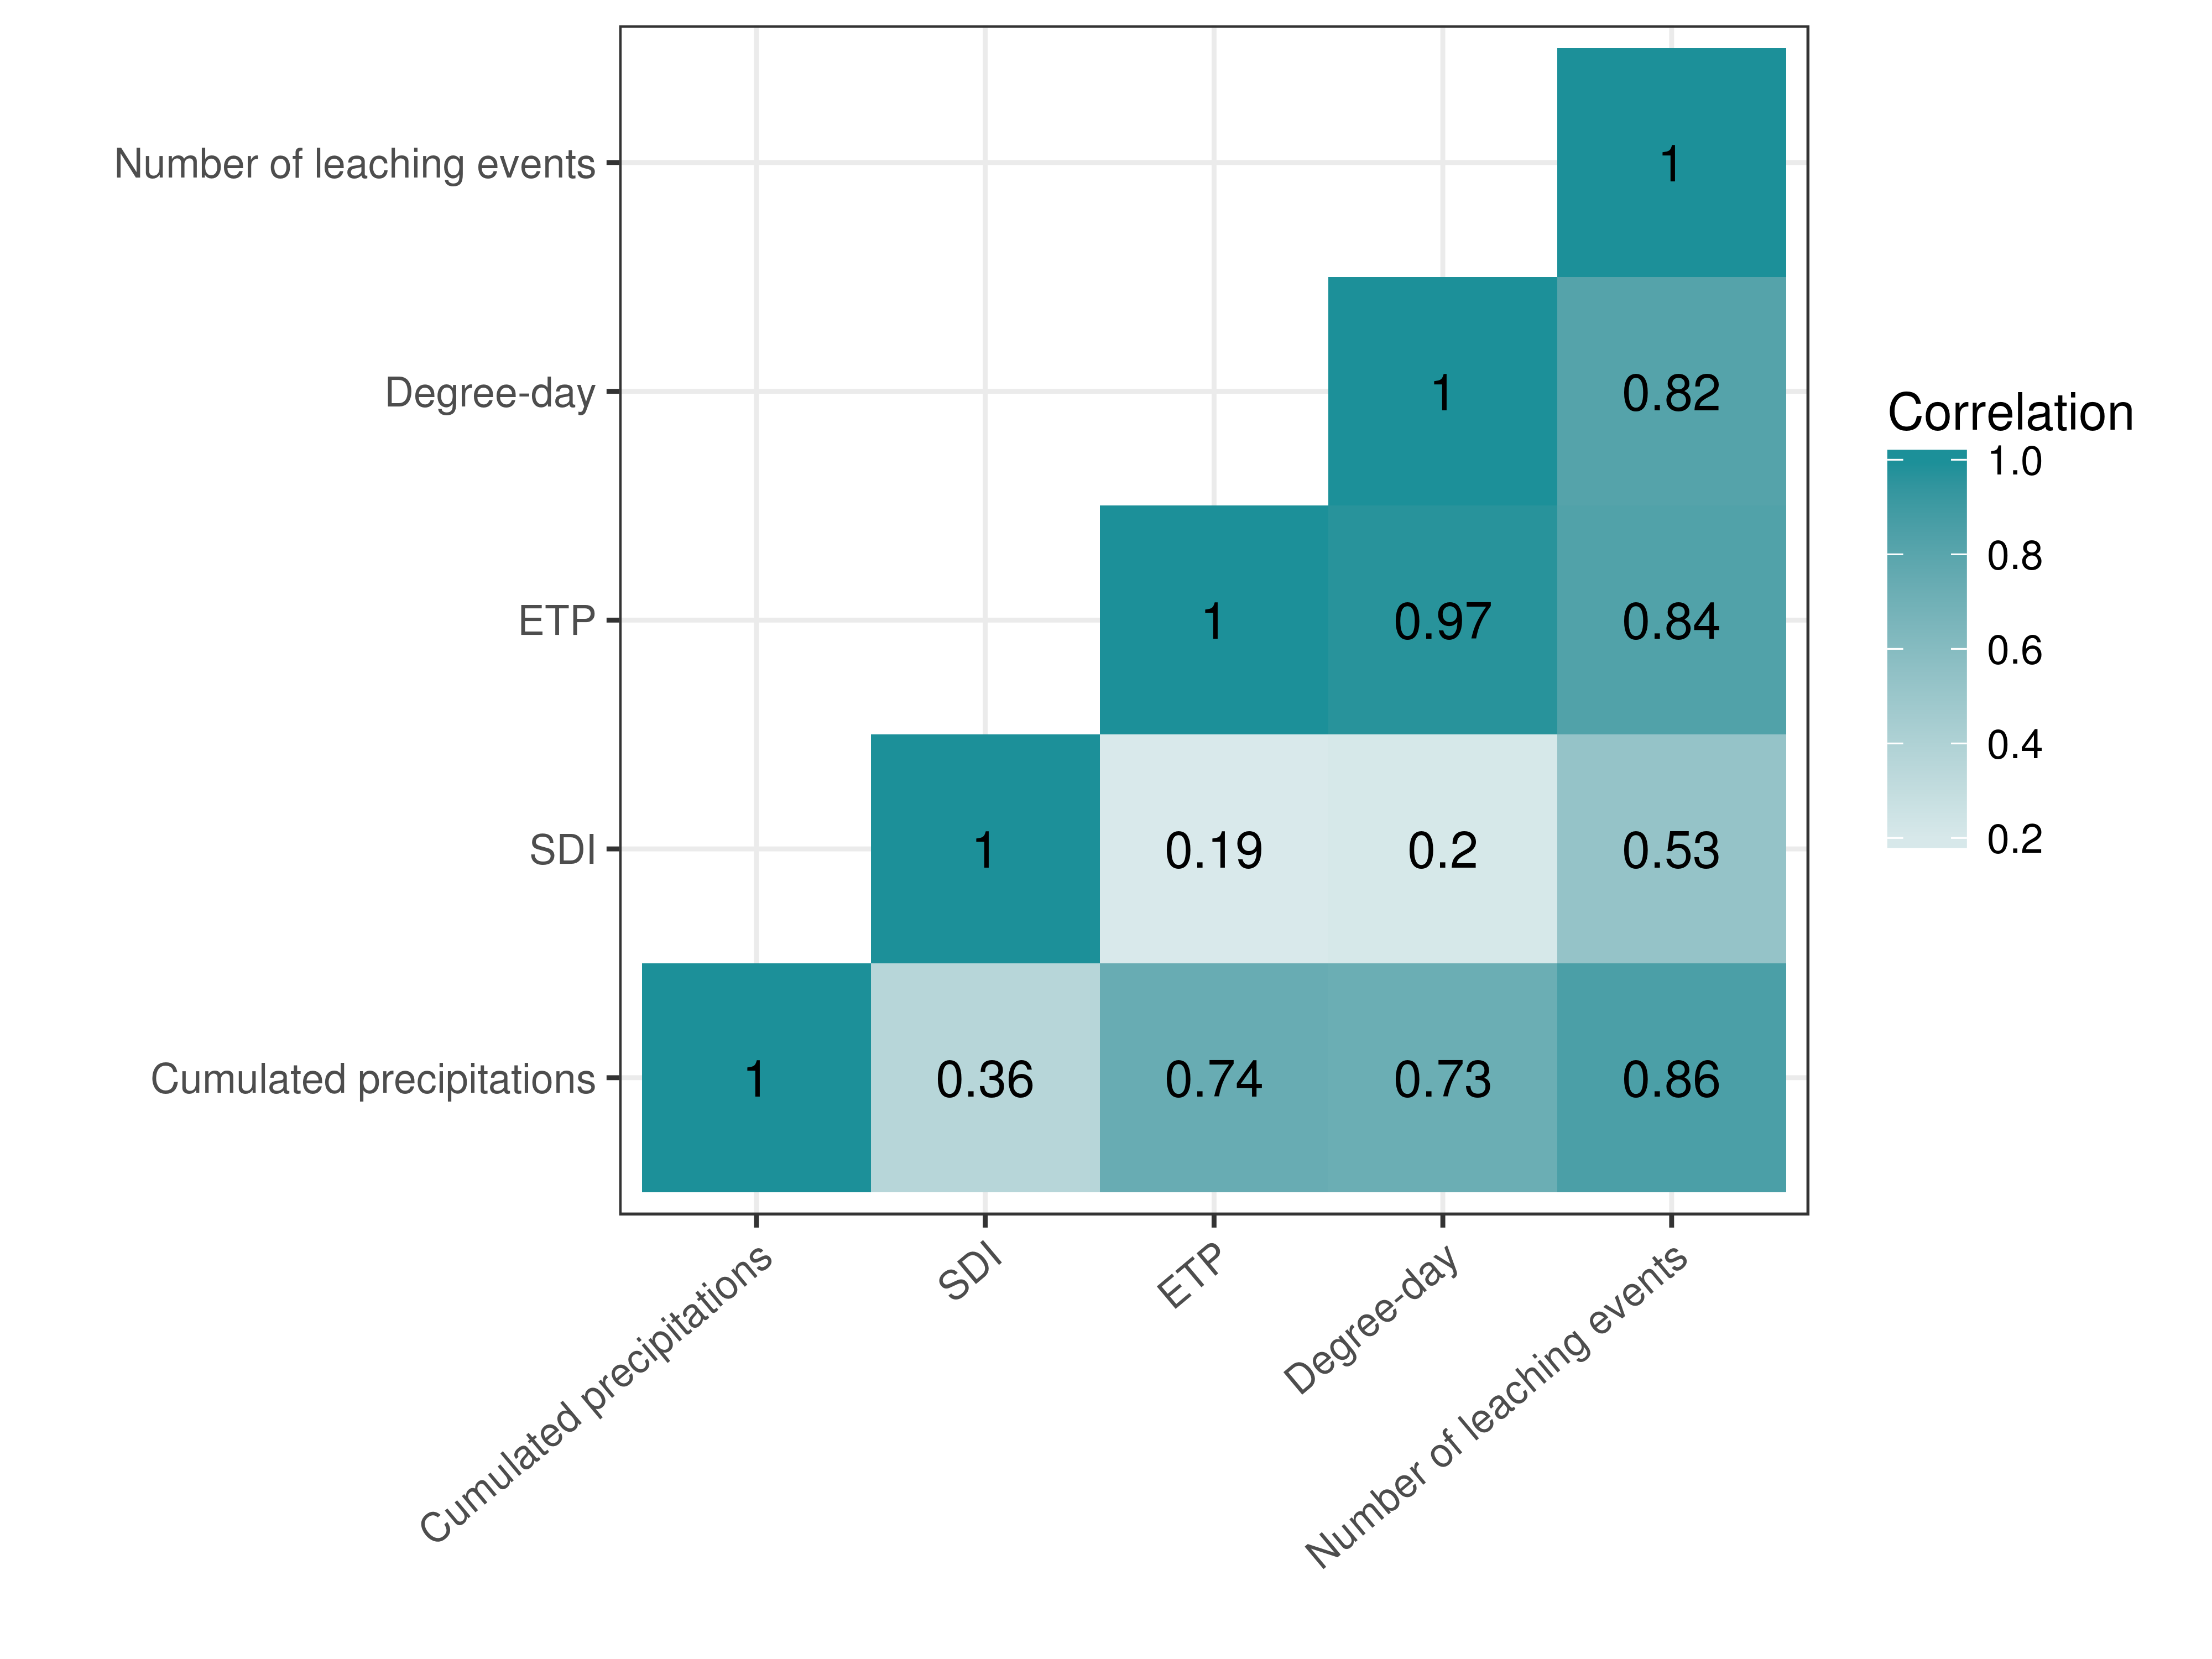 Number of leaching events
1
Degree-day
1
0.82
ETP
1
0.97
0.84
SDI
1
0.19
0.2
0.53
Cumulated precipitations
1
0.36
0.74
0.73
0.86
Cumulated precipitations
SDI
ETP
Degree-day
Number of leaching events
Correlation
1.0
0.8
0.6
0.4
0.2